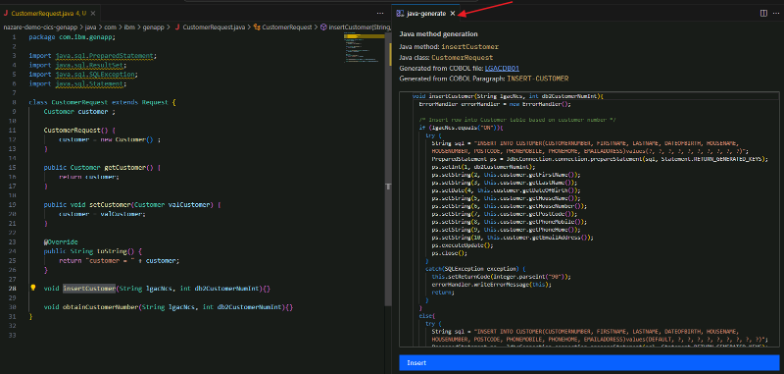 CustomerRequest.java 4, U
nazare-demo-cics-genapp > java > com > ibm > genapp > CustomerRequest.java > CustomerRequest > insertCustomer(String,
1 package com.ibm.genapp;
2
3 import java.sql.PreparedStatement;
4 import java.sql.ResultSet;
5 import java.sql.SQLException;
6 import java.sql.Statement;
7
8 class CustomerRequest extends Request {
9 Customer customer ;
10
11 CustomerRequest() {
12 customer = new Customer() ;
13 }
14
15 public Customer getCustomer() {
16 return customer;
17 }
18
19
20 public void setCustomer(Customer valCustomer) {
21 customer = valCustomer;
22 }
23
24 @Override
25 public String toString() {
26 return "customer = " + customer;
27 }
28 void insertCustomer(String lgacNcs, int db2CustomerNumInt){}
29
30 void obtainCustomerNumber(String lgacNcs, int db2CustomerNumInt){}
31 }
32
33
java-generate
Java method generation
Java method: insertCustomer
Java class: CustomerRequest
Generated from COBOL file: LGACDB01
Generated from COBOL Paragraph: INSERT-CUSTOMER
void insertCustomer(String lgacNcs, int db2CustomerNumInt){
ErrorHandler errorHandler = new ErrorHandler();
/* insert row into Customer table based on customer number */
if (lgacNcs.equals("ON")){
try {
String sql = "INSERT INTO CUSTOMER(CUSTOMERNUMBER, FIRSTNAME, LASTNAME, DATEOFBIRTH, HOUSENAME,
HOUSENUMBER, POSTCODE, PHONEMOBILE, PHONEHOME, EMAILADDRESS)values(?, ?, ?, ?, ?, ?, ?, ?, ?, ?)";
PreparedStatement ps = JdbcConnection.connection.prepareStatement(sql, Statement.RETURN_GENERATED_KEYS);
ps.setInt(1, db2CustomerNumInt);
ps.setString(2, this.customer.getFirstName());
ps.setString(3, this.customer.getLastName());
ps.setDate(4, this.customer.getDateOfBirth());
ps.setString(5, this.customer.getHouseName());
ps.setString(6, this.customer.getHouseNumber());
ps.setString(7, this.customer.getPostCode());
ps.setString(8, this.customer.getPhoneMobile());
ps.setString(9, this.customer.getPhoneHome());
ps.setString(10, this.customer.getEmailAddress());
ps.executeUpdate();
ps.close();
}
catch(SQLException exception) {
this.setReturnCode(Integer.parseInt("90"));
errorHandler.writeErrorMessage(this);
return;
}
}
else{
try {
String sql = "INSERT INTO CUSTOMER(CUSTOMERNUMBER, FIRSTNAME, LASTNAME, DATEOFBIRTH, HOUSENAME,
HOUSENUMBER, POSTCODE, PHONEMOBILE, PHONEHOME, EMAILADDRESS)values(DEFAULT, ?, ?, ?, ?, ?, ?, ?, ?, ?)";
Insert